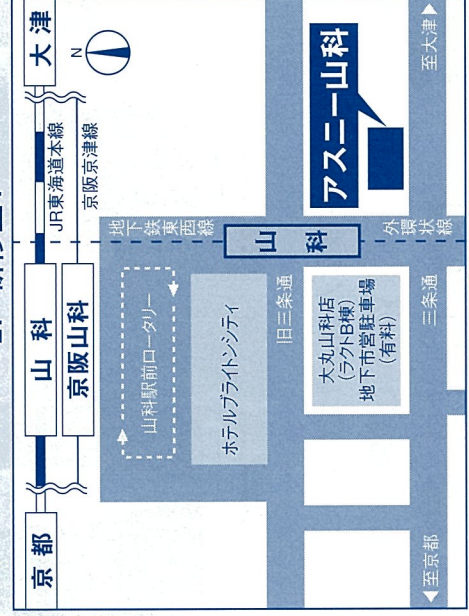 京都
山科
大津
京阪山科
JR東海道本線
京阪京津線
N
山科駅前ロータリー
地下鉄東西線
ホテルブライトンシティ
山科
アスニー山科
旧三条通
大丸山科店
(ラクトB棟)
地下市営駐車場
(有料)
外環状線
三条通
◀至京都
至大津▶